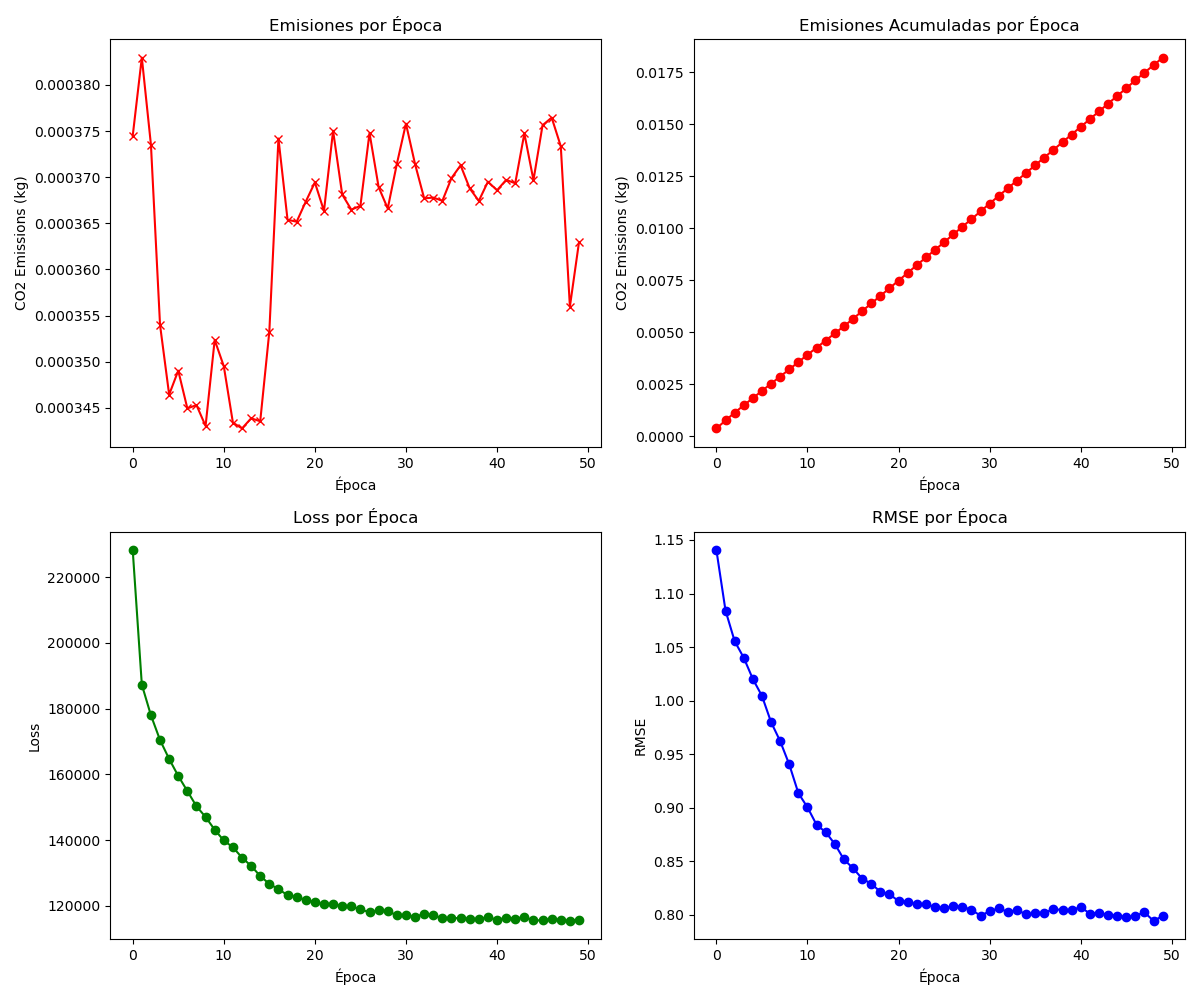 Emisiones por Época
CO2 Emissions (kg)
0.000380
0.000375
0.000370
0.000365
0.000360
0.000355
0.000350
0.000345
0 10 20 30 40 50
Época
Emisiones Acumuladas por Época
CO2 Emissions (kg)
0.0175
0.0150
0.0125
0.0100
0.0075
0.0050
0.0025
0.0000
0 10 20 30 40 50
Época
Loss por Época
Loss
220000
200000
180000
160000
140000
120000
0 10 20 30 40 50
Época
RMSE por Época
RMSE
1.15
1.10
1.05
1.00
0.95
0.90
0.85
0.80
0 10 20 30 40 50
Época